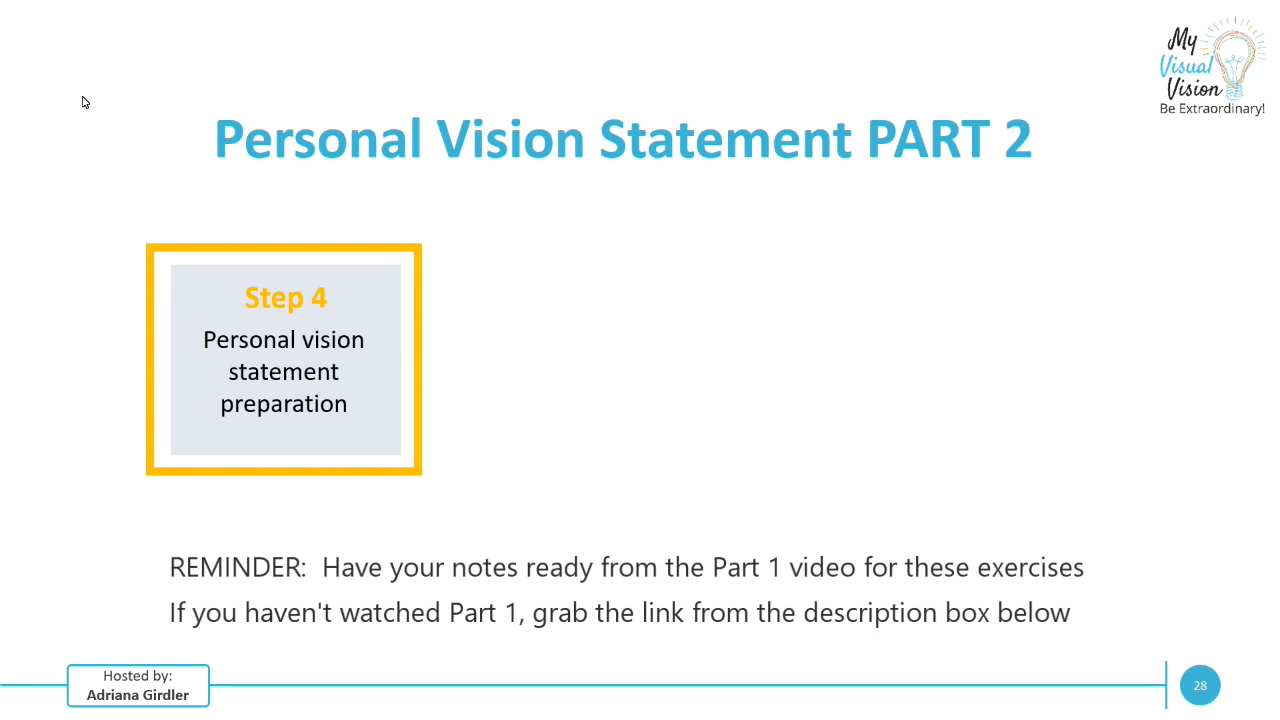 My
Visual
Vision
Be Extraordinary!
Personal Vision Statement PART 2
Step 4
Personal vision
statement
preparation
REMINDER:  Have your notes ready from the Part 1 video for these exercises
If you haven't watched Part 1, grab the link from the description box below
Hosted by:
Adriana Girdler
28